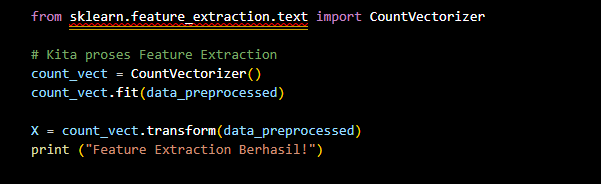 from sklearn.feature_extraction.text import CountVectorizer
# Kita proses Feature Extraction
count_vect = CountVectorizer()
count_vect.fit(data_preprocessed)
X = count_vect.transform(data_preprocessed)
print ("Feature Extraction Berhasil!")